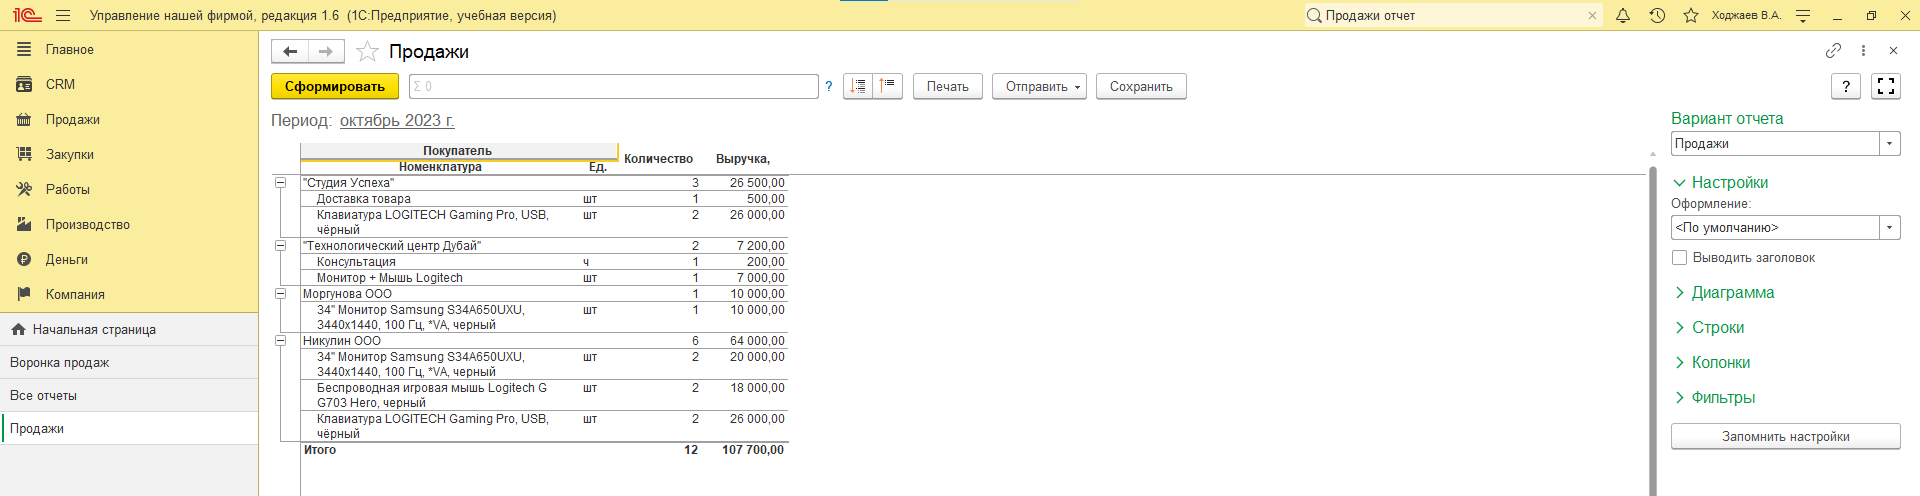 1С Управление нашей фирмой, редакция 1.6 (1С:Предприятие, учебная версия) Продажи отчет Ходжаев В.А.
Главное
CRM
Продажи
Закупки
Работы
Производство
Деньги
Компания
Начальная страница
Воронка продаж
Все отчеты
Продажи
Продажи
Сформировать Σ 0 ? Печать Отправить Сохранить ?
Период: октябрь 2023 г.
Покупатель Количество Выручка,
Номенклатура Ед.
"Студия Успеха" 3 26 500,00
Доставка товара шт 1 500,00
Клавиатура LOGITECH Gaming Pro, USB, шт 2 26 000,00
чёрный
"Технологический центр Дубай" 2 7 200,00
Консультация ч 1 200,00
Монитор + Мышь Logitech шт 1 7 000,00
Моргунова ООО 1 10 000,00
34" Монитор Samsung S34A650UXU, шт 1 10 000,00
3440x1440, 100 Гц, *VA, черный
Никулин ООО 6 64 000,00
34" Монитор Samsung S34A650UXU, шт 2 20 000,00
3440x1440, 100 Гц, *VA, черный
Беспроводная игровая мышь Logitech G шт 2 18 000,00
G703 Hero, черный
Клавиатура LOGITECH Gaming Pro, USB, шт 2 26 000,00
чёрный
Итого 12 107 700,00
Вариант отчета
Продажи
Настройки
Оформление:
<По умолчанию>
Выводить заголовок
Диаграмма
Строки
Колонки
Фильтры
Запомнить настройки